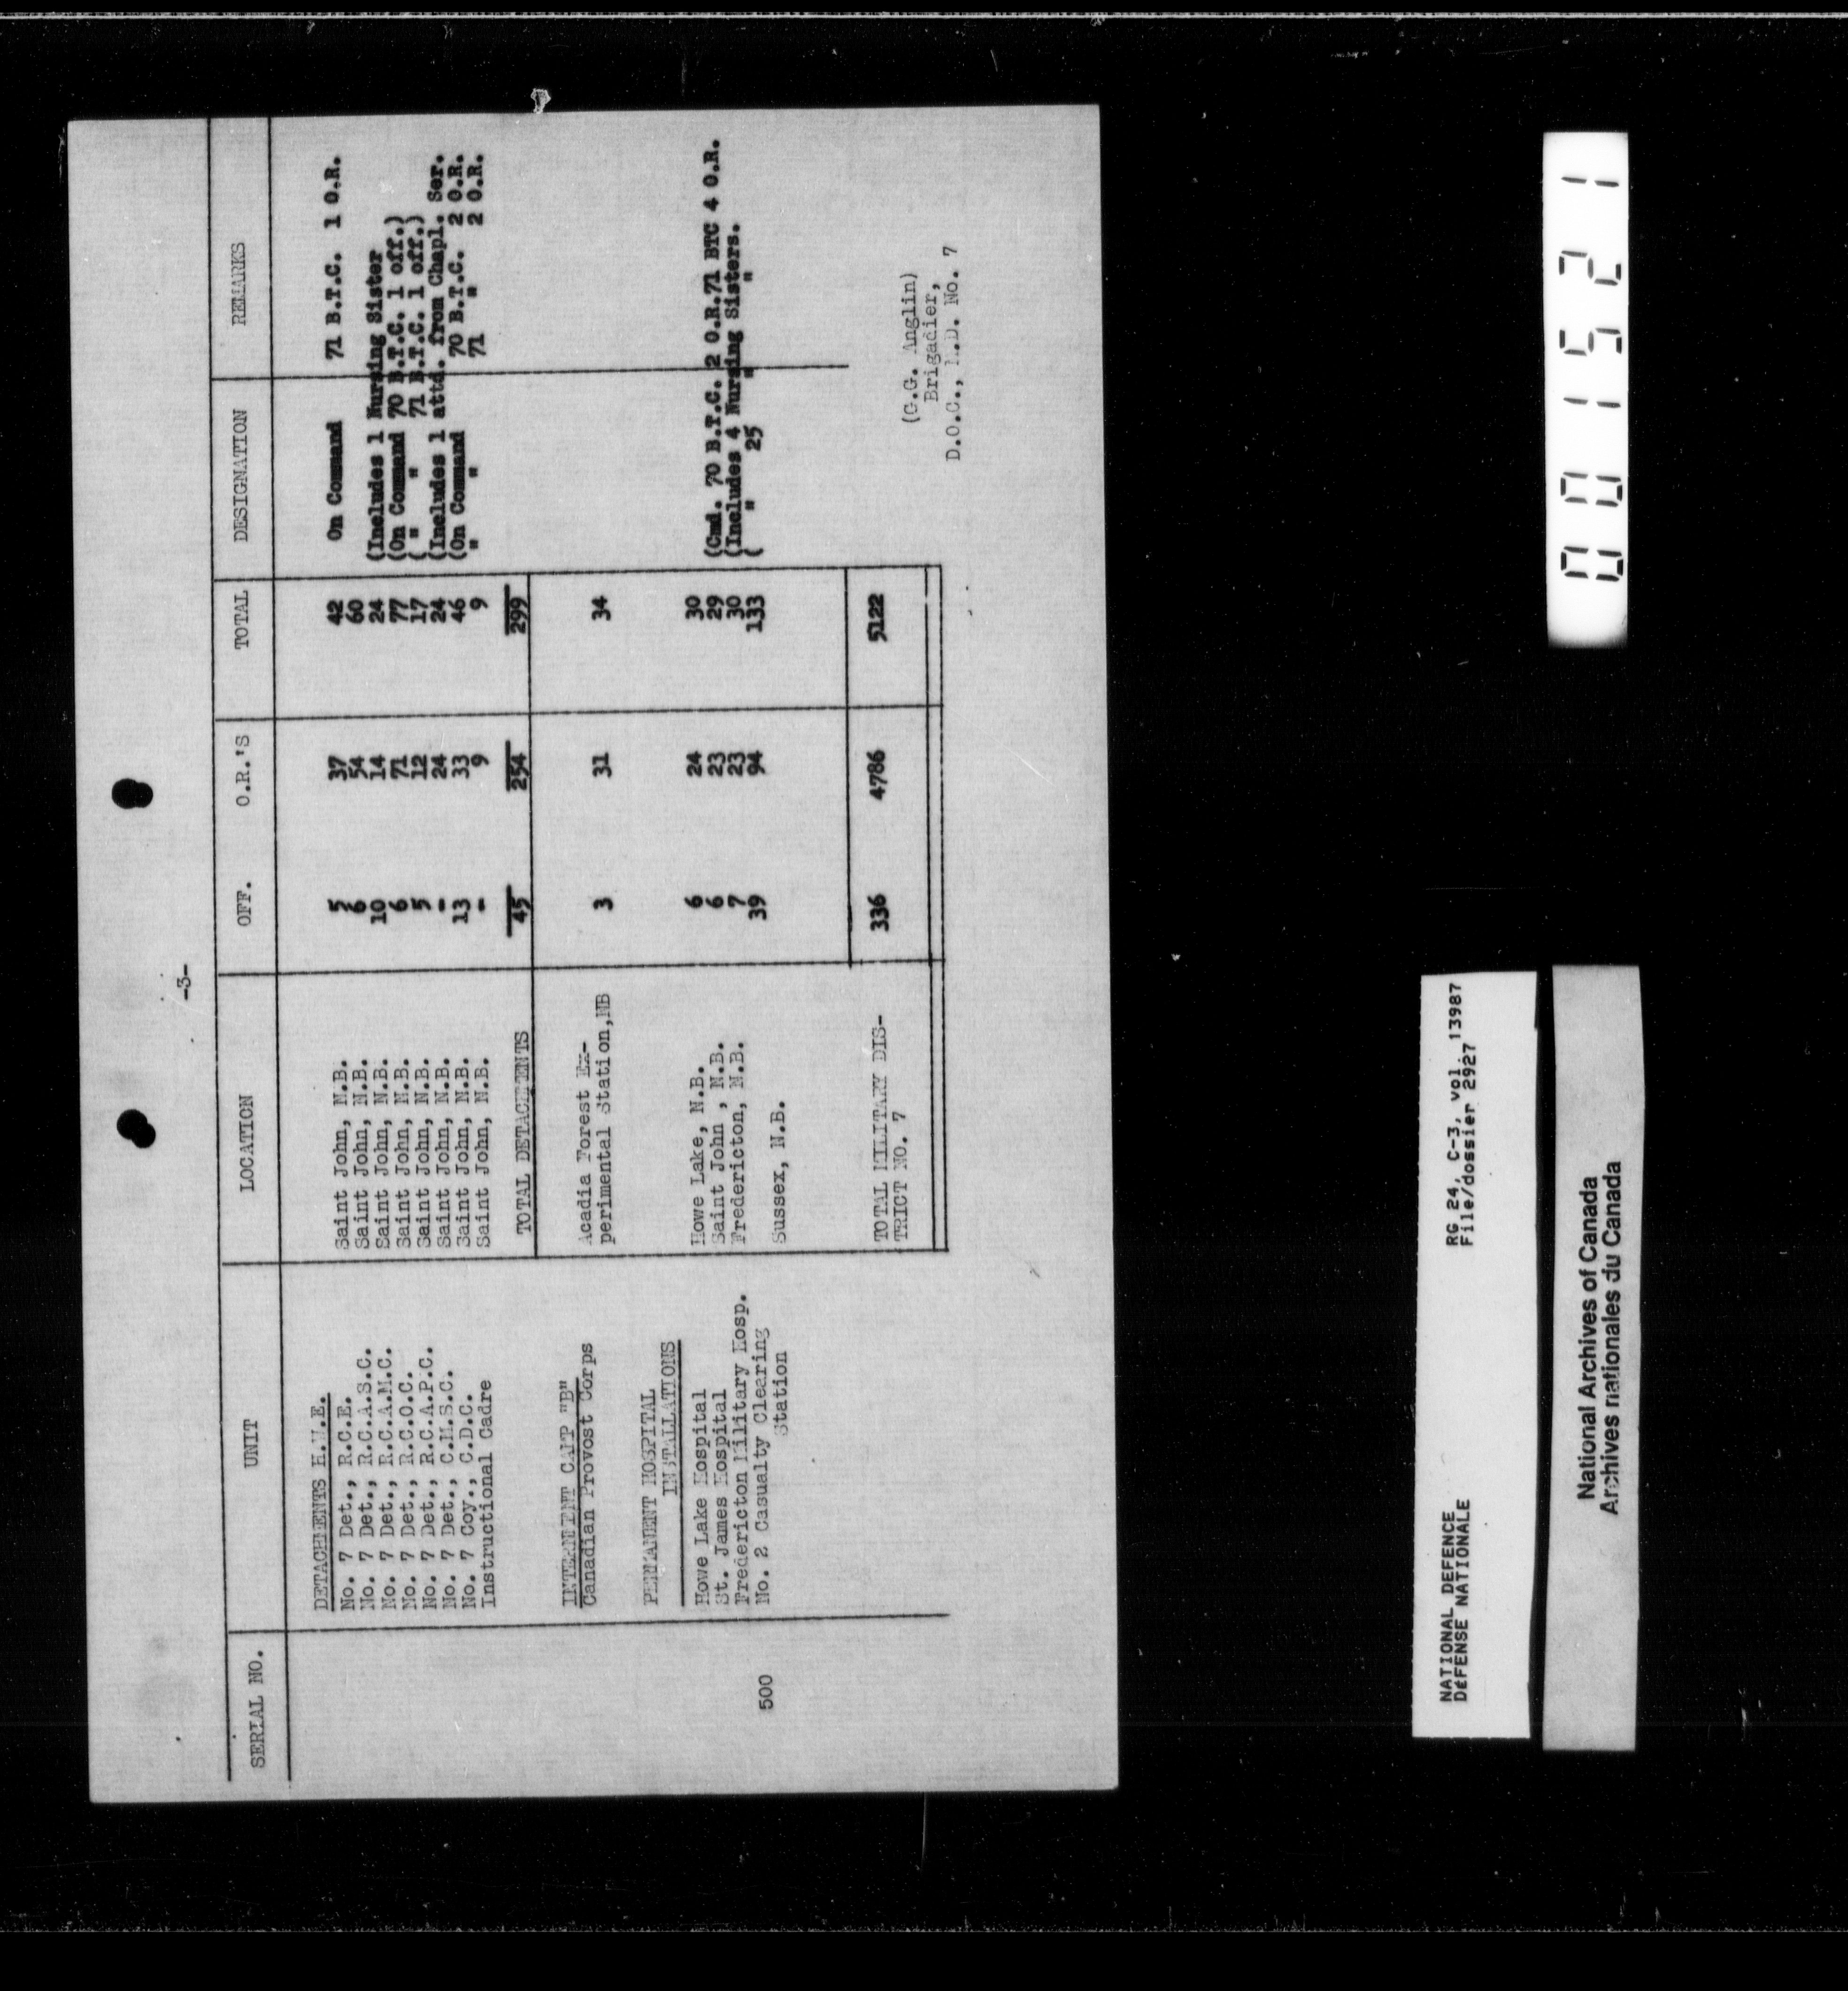 -3-
SERIAL NO. UNIT LOCATION OFF. O.R.'S TOTAL DESIGNATION REMARKS
DETACHMENTS H.W.E.
No. 7 Det., R.C.E. Saint John, N.B. 5 37 42 On Command 71 B.T.C. 1 O.R.
No. 7 Det., R.C.A.S.C. Saint John, N.B. 6 54 60
No. 7 Det., R.C.A.M.C. Saint John, N.B. 10 14 24 (Includes 1 Nursing Sister
No. 7 Det., R.C.O.C. Saint John, N.B. 6 71 77 (On Command 70 B.T.C. 1 off.)
No. 7 Det., R.C.A.P.C. Saint John, N.B. 5 12 17 ( " " 71 B.T.C. 1 off.)
No. 7 Det., C.M.S.C. Saint John, N.B. - 24 24 (Includes 1 attd. from Chapl. Ser.
No. 7 Coy., C.D.C. Saint John, N.B. 13 33 46 (On Command 70 B.T.C. 2 O.R.
Instructional Cadre Saint John, N.B. - 9 9 " " 71 " 2 O.R.
TOTAL DETACHMENTS 45 254 299
INTERNMENT CAMP "B" Acadia Forest Ex-
Canadian Provost Corps perimental Station,NB 3 31 34
PERMANENT HOSPITAL
INSTALLATIONS
Howe Lake Hospital Howe Lake, N.B. 6 24 30
St. James Hospital Saint John , N.B. 6 23 29 (Cmd. 70 B.T.C. 2 O.R.71 BTC 4 O.R.
Fredericton Military Hosp. Fredericton, N.B. 7 23 30 (Includes 4 Nursing Sisters.
500 No. 2 Casualty Clearing 39 94 133 ( " 25 " "
Station Sussex, N.B.
TOTAL MILITARY DIS- 336 4786 5122
TRICT NO. 7
(G.G. Anglin)
Brigadier,
D.O.C., M.D. No. 7
NATIONAL DEFENCE RG 24, C-3, vol. 13987
DÉFENSE NATIONALE File/dossier 2927
National Archives of Canada
Archives nationales du Canada
001521